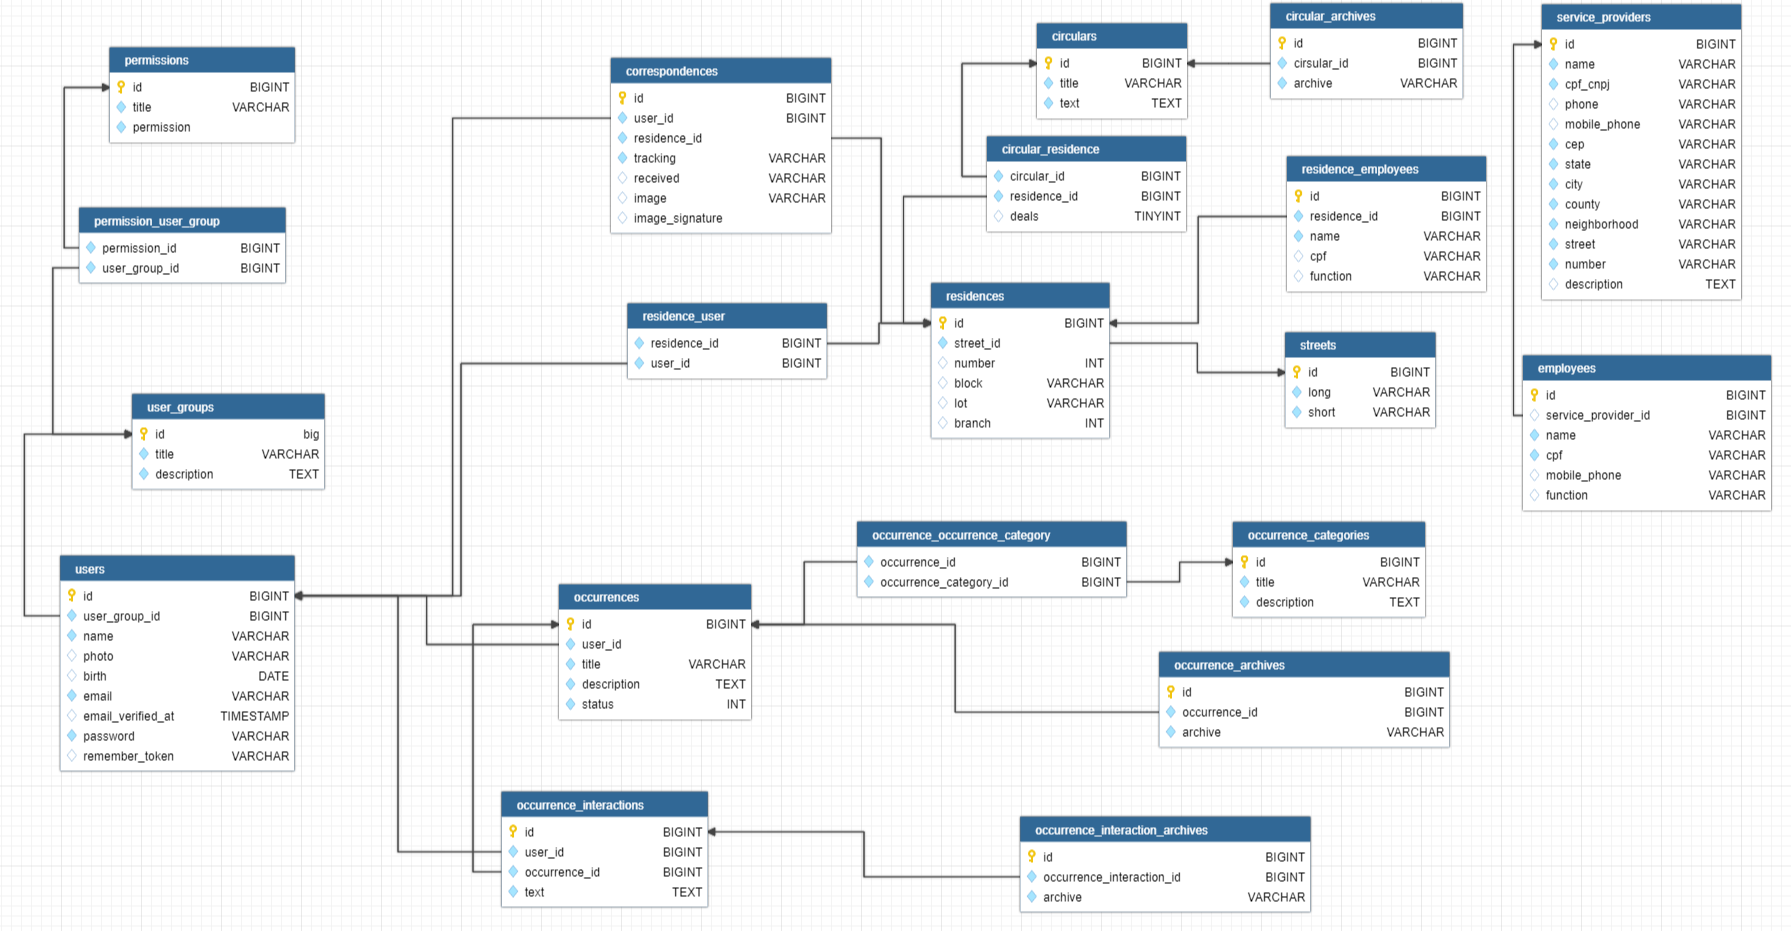 permissions
id BIGINT
title VARCHAR
permission
permission_user_group
permission_id BIGINT
user_group_id BIGINT
user_groups
id big
title VARCHAR
description TEXT
users
id BIGINT
user_group_id BIGINT
name VARCHAR
photo VARCHAR
birth DATE
email VARCHAR
email_verified_at TIMESTAMP
password VARCHAR
remember_token VARCHAR
correspondences
id BIGINT
user_id BIGINT
residence_id
tracking VARCHAR
received VARCHAR
image VARCHAR
image_signature
residence_user
residence_id BIGINT
user_id BIGINT
occurrences
id BIGINT
user_id
title VARCHAR
description TEXT
status INT
occurrence_interactions
id BIGINT
user_id BIGINT
occurrence_id BIGINT
text TEXT
circulars
id BIGINT
title VARCHAR
text TEXT
circular_residence
circular_id BIGINT
residence_id BIGINT
deals TINYINT
residences
id BIGINT
street_id
number INT
block VARCHAR
lot VARCHAR
branch INT
occurrence_occurrence_category
occurrence_id BIGINT
occurrence_category_id BIGINT
circular_archives
id BIGINT
cirsular_id BIGINT
archive VARCHAR
residence_employees
id BIGINT
residence_id BIGINT
name VARCHAR
cpf VARCHAR
function VARCHAR
streets
id BIGINT
long VARCHAR
short VARCHAR
occurrence_categories
id BIGINT
title VARCHAR
description TEXT
occurrence_archives
id BIGINT
occurrence_id BIGINT
archive VARCHAR
occurrence_interaction_archives
id BIGINT
occurrence_interaction_id BIGINT
archive VARCHAR
service_providers
id BIGINT
name VARCHAR
cpf_cnpj VARCHAR
phone VARCHAR
mobile_phone VARCHAR
cep VARCHAR
state VARCHAR
city VARCHAR
county VARCHAR
neighborhood VARCHAR
street VARCHAR
number VARCHAR
description TEXT
employees
id BIGINT
service_provider_id BIGINT
name VARCHAR
cpf VARCHAR
mobile_phone VARCHAR
function VARCHAR